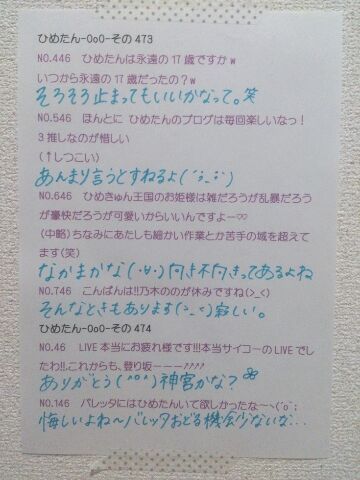 ひめたん-OoO-その 473
NO.446 ひめたんは永遠の 17 歳ですか w
いつから永遠の 17 歳だったの？w
そろそろ止まってもいいかなって。笑
NO.546 ほんとに ひめたんのブログは毎回楽しいなっ！
3 推しなのが惜しい
(↑しつこい)
あんまり言うとすねるよ(´ー`)
NO.646 ひめきゅん王国のお姫様は雑だろうが乱暴だろう
が豪快だろうが可愛いからいいんですよー♡♡
(中略)ちなみにあたしも細かい作業とか苦手の域を超えて
ます(笑)
なかまかな(・∀・) 向き不向きってあるよね
NO.746 こんばんは!!乃木ののが休みですね(>_<)
そんなときもあります(>_<) 寂しい。
ひめたん-OoO-その 474
NO.46 LIVE 本当にお疲れ様です!!!本当サイコーの LIVE でし
たわ!!これからも、登り坂ーーー↗↗↗↗
ありがとう(^o^) 神宮かな？
NO.146 バレッタにはひめたんいて欲しかったな〜ヽ(´o`;
悔しいよね〜バレッタおどる機会少ないな...